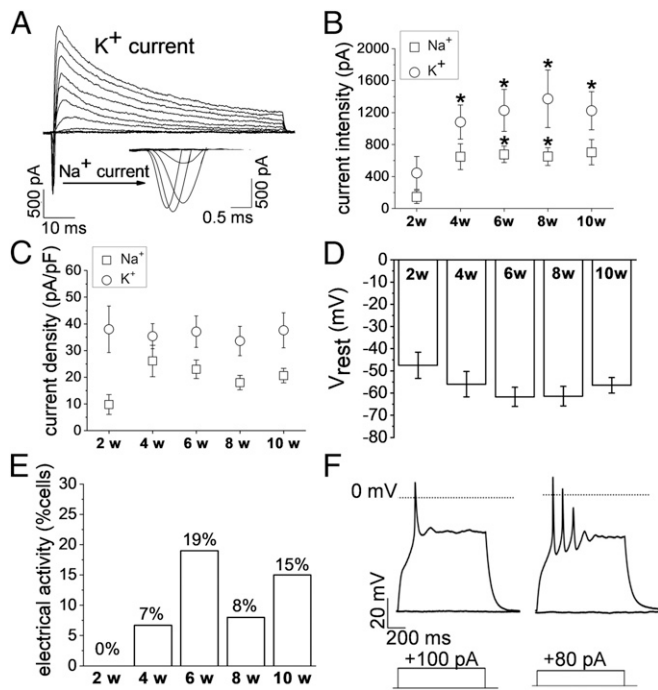 A
K+ current
Na+ current
500 pA
10 ms
500 pA
0.5 ms
B
current intensity (pA)
2000
1600
1200
800
400
0
Na+
K+
*
*
*
*
*
*
2w
4w
6w
8w
10w
C
current density (pA/pF)
60
50
40
30
20
10
0
Na+
K+
2 w
4 w
6 w
8 w
10 w
D
Vrest (mV)
0
-10
-20
-30
-40
-50
-60
-70
-80
2w
4w
6w
8w
10w
E
electrical activity (%cells)
30
25
20
15
10
5
0
0%
7%
19%
8%
15%
2 w
4 w
6 w
8 w
10 w
F
0 mV
20 mV
200 ms
+100 pA
+80 pA